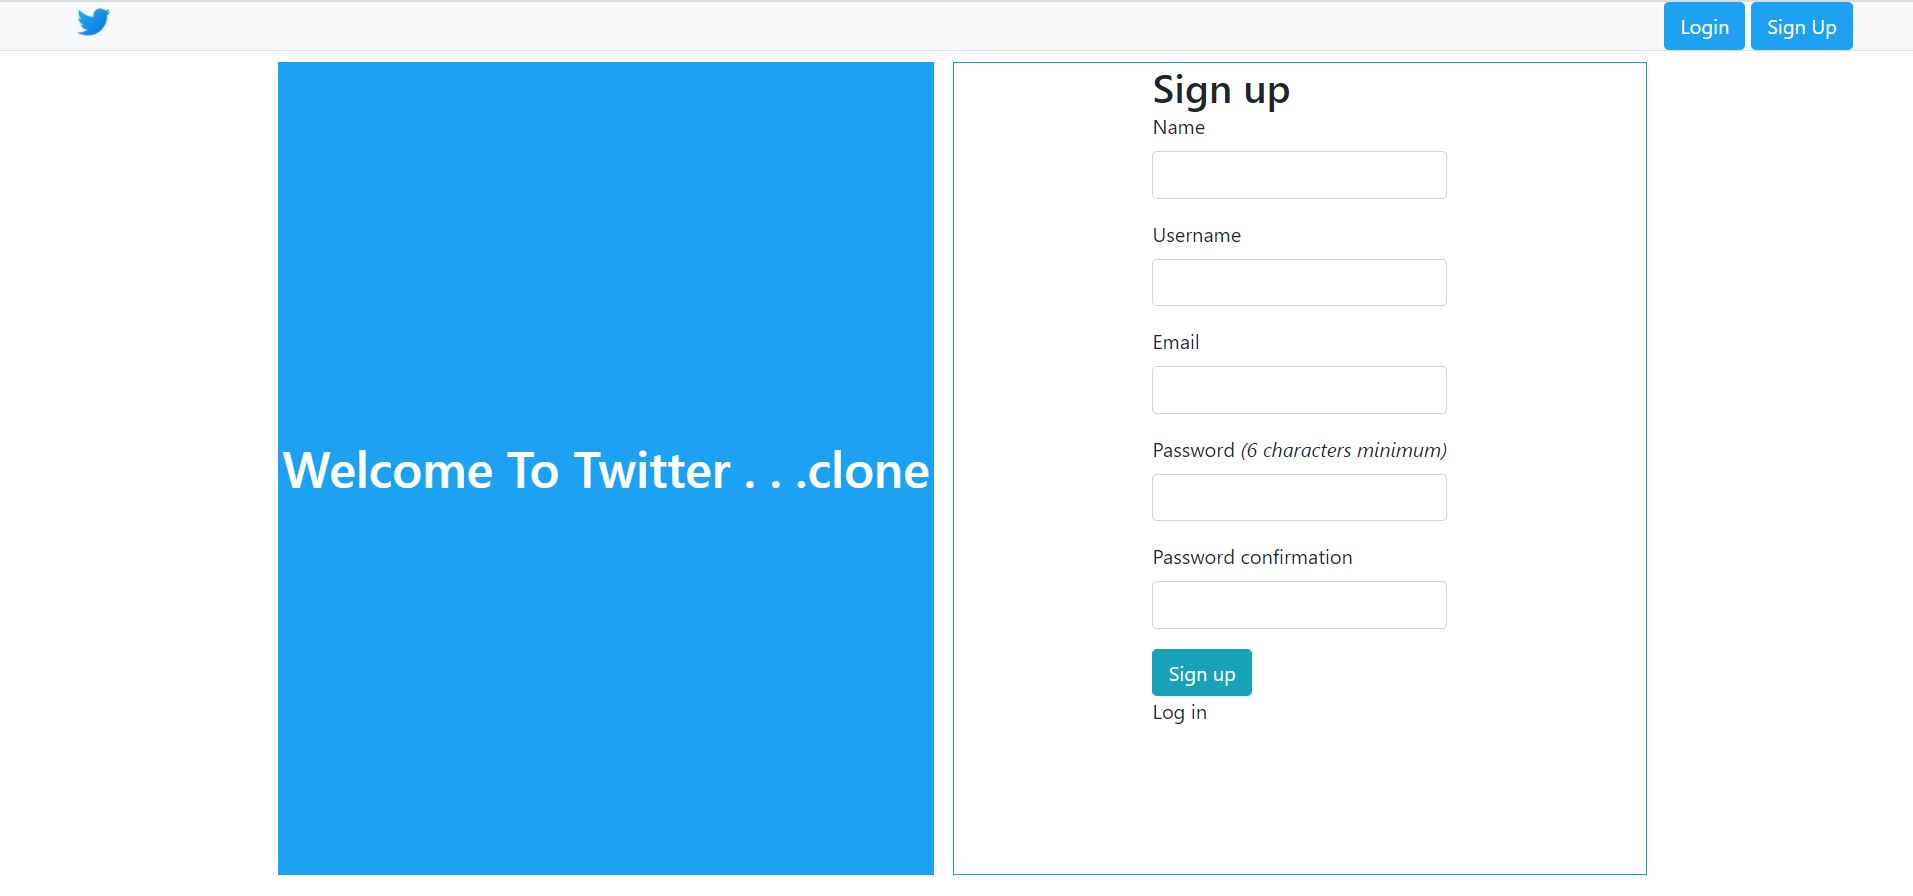 Login Sign Up
Welcome To Twitter . . .clone
Sign up
Name
Username
Email
Password (6 characters minimum)
Password confirmation
Sign up
Log in